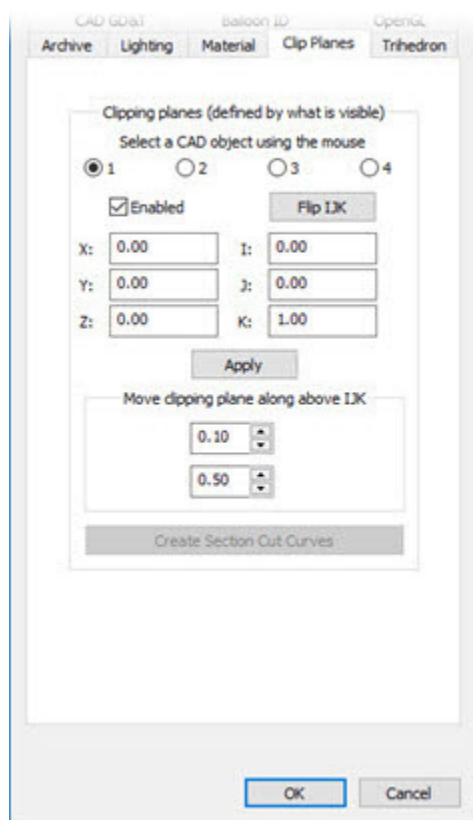 CAD GD&T Balloon ID OpenGL
Archive Lighting Material Clip Planes Trihedron
Clipping planes (defined by what is visible)
Select a CAD object using the mouse
1 2 3 4
Enabled Flip IJK
X: 0.00 I: 0.00
Y: 0.00 J: 0.00
Z: 0.00 K: 1.00
Apply
Move clipping plane along above IJK
0.10
0.50
Create Section Cut Curves
OK Cancel